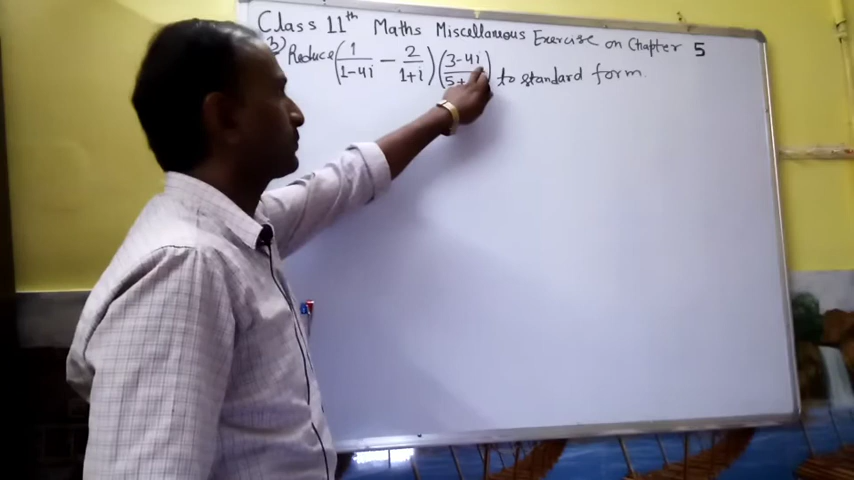 Class 11th Maths Miscellaneous Exercise on Chapter 5
3) Reduce (1/1-4i - 2/1+i) (3-4i/5+) to standard form.